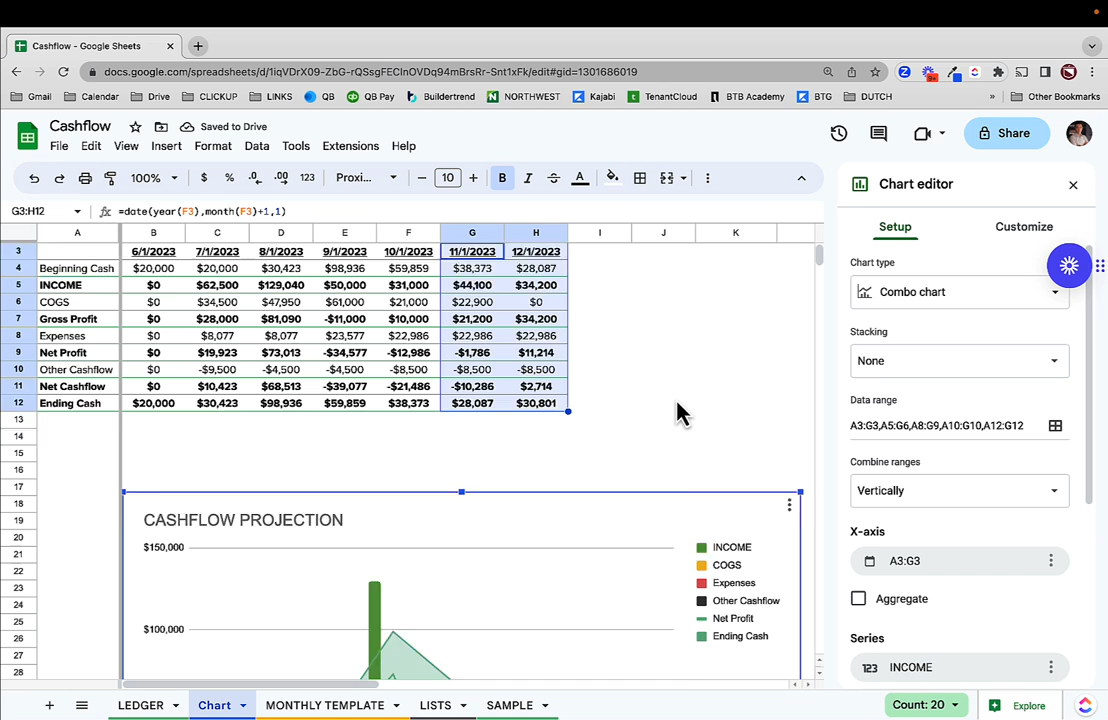 Cashflow - Google Sheets
docs.google.com/spreadsheets/d/1iqVDrX09-ZbG-rQSsgFECInOVDq94mBrsRr-Snt1xFk/edit#gid=1301686019
Gmail Calendar Drive CLICKUP LINKS QB QB Pay Buildertrend NORTHWEST Kajabi TenantCloud BTB Academy BTG DUTCH » Other Bookmarks
Cashflow Saved to Drive
File Edit View Insert Format Data Tools Extensions Help
Share
100% $ % .0 .00 123 Proxi... − 10 + B I S A
G3:H12 fx =date(year(F3),month(F3)+1,1)
A B C D E F G H I J K
3 6/1/2023 7/1/2023 8/1/2023 9/1/2023 10/1/2023 11/1/2023 12/1/2023
4 Beginning Cash $20,000 $20,000 $30,423 $98,936 $59,859 $38,373 $28,087
5 INCOME $0 $62,500 $129,040 $50,000 $31,000 $44,100 $34,200
6 COGS $0 $34,500 $47,950 $61,000 $21,000 $22,900 $0
7 Gross Profit $0 $28,000 $81,090 -$11,000 $10,000 $21,200 $34,200
8 Expenses $0 $8,077 $8,077 $23,577 $22,986 $22,986 $22,986
9 Net Profit $0 $19,923 $73,013 -$34,577 -$12,986 -$1,786 $11,214
10 Other Cashflow $0 -$9,500 -$4,500 -$4,500 -$8,500 -$8,500 -$8,500
11 Net Cashflow $0 $10,423 $68,513 -$39,077 -$21,486 -$10,286 $2,714
12 Ending Cash $20,000 $30,423 $98,936 $59,859 $38,373 $28,087 $30,801
13
14
15
16
17
18
19
20
21
22
23
24
25
26
27
28
CASHFLOW PROJECTION
$150,000
$100,000
INCOME
COGS
Expenses
Other Cashflow
Net Profit
Ending Cash
Chart editor
Setup Customize
Chart type
Combo chart
Stacking
None
Data range
A3:G3,A5:G6,A8:G9,A10:G10,A12:G12
Combine ranges
Vertically
X-axis
A3:G3
Aggregate
Series
123 INCOME
LEDGER Chart MONTHLY TEMPLATE LISTS SAMPLE Count: 20 Explore